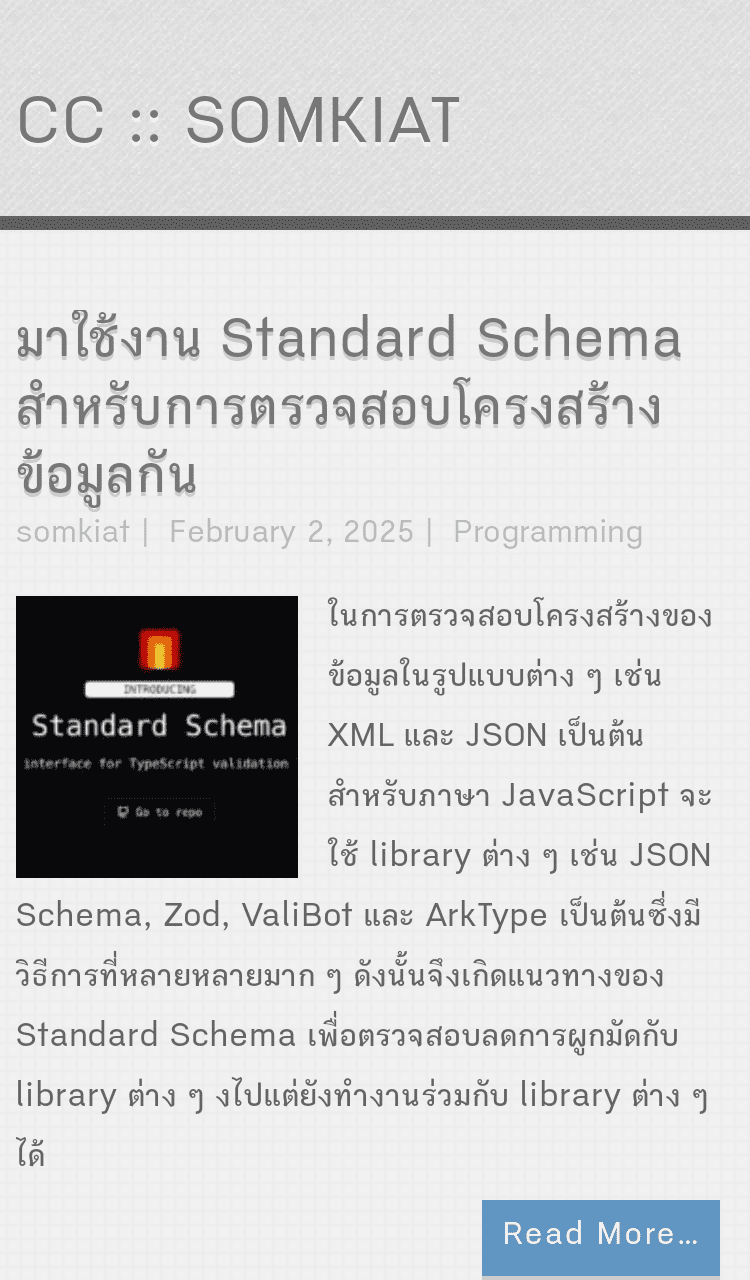 CC :: SOMKIAT
มาใช้งาน Standard Schema
สำหรับการตรวจสอบโครงสร้าง
ข้อมูลกัน
somkiat | February 2, 2025 | Programming
INTRODUCING
Standard Schema
interface for TypeScript validation
Go to repo
ในการตรวจสอบโครงสร้างของ
ข้อมูลในรูปแบบต่าง ๆ เช่น
XML และ JSON เป็นต้น
สำหรับภาษา JavaScript จะ
ใช้ library ต่าง ๆ เช่น JSON
Schema, Zod, ValiBot และ ArkType เป็นต้นซึ่งมี
วิธีการที่หลายหลายมาก ๆ ดังนั้นจึงเกิดแนวทางของ
Standard Schema เพื่อตรวจสอบลดการผูกมัดกับ
library ต่าง ๆ งไปแต่ยังทำงานร่วมกับ library ต่าง ๆ
ได้
Read More…